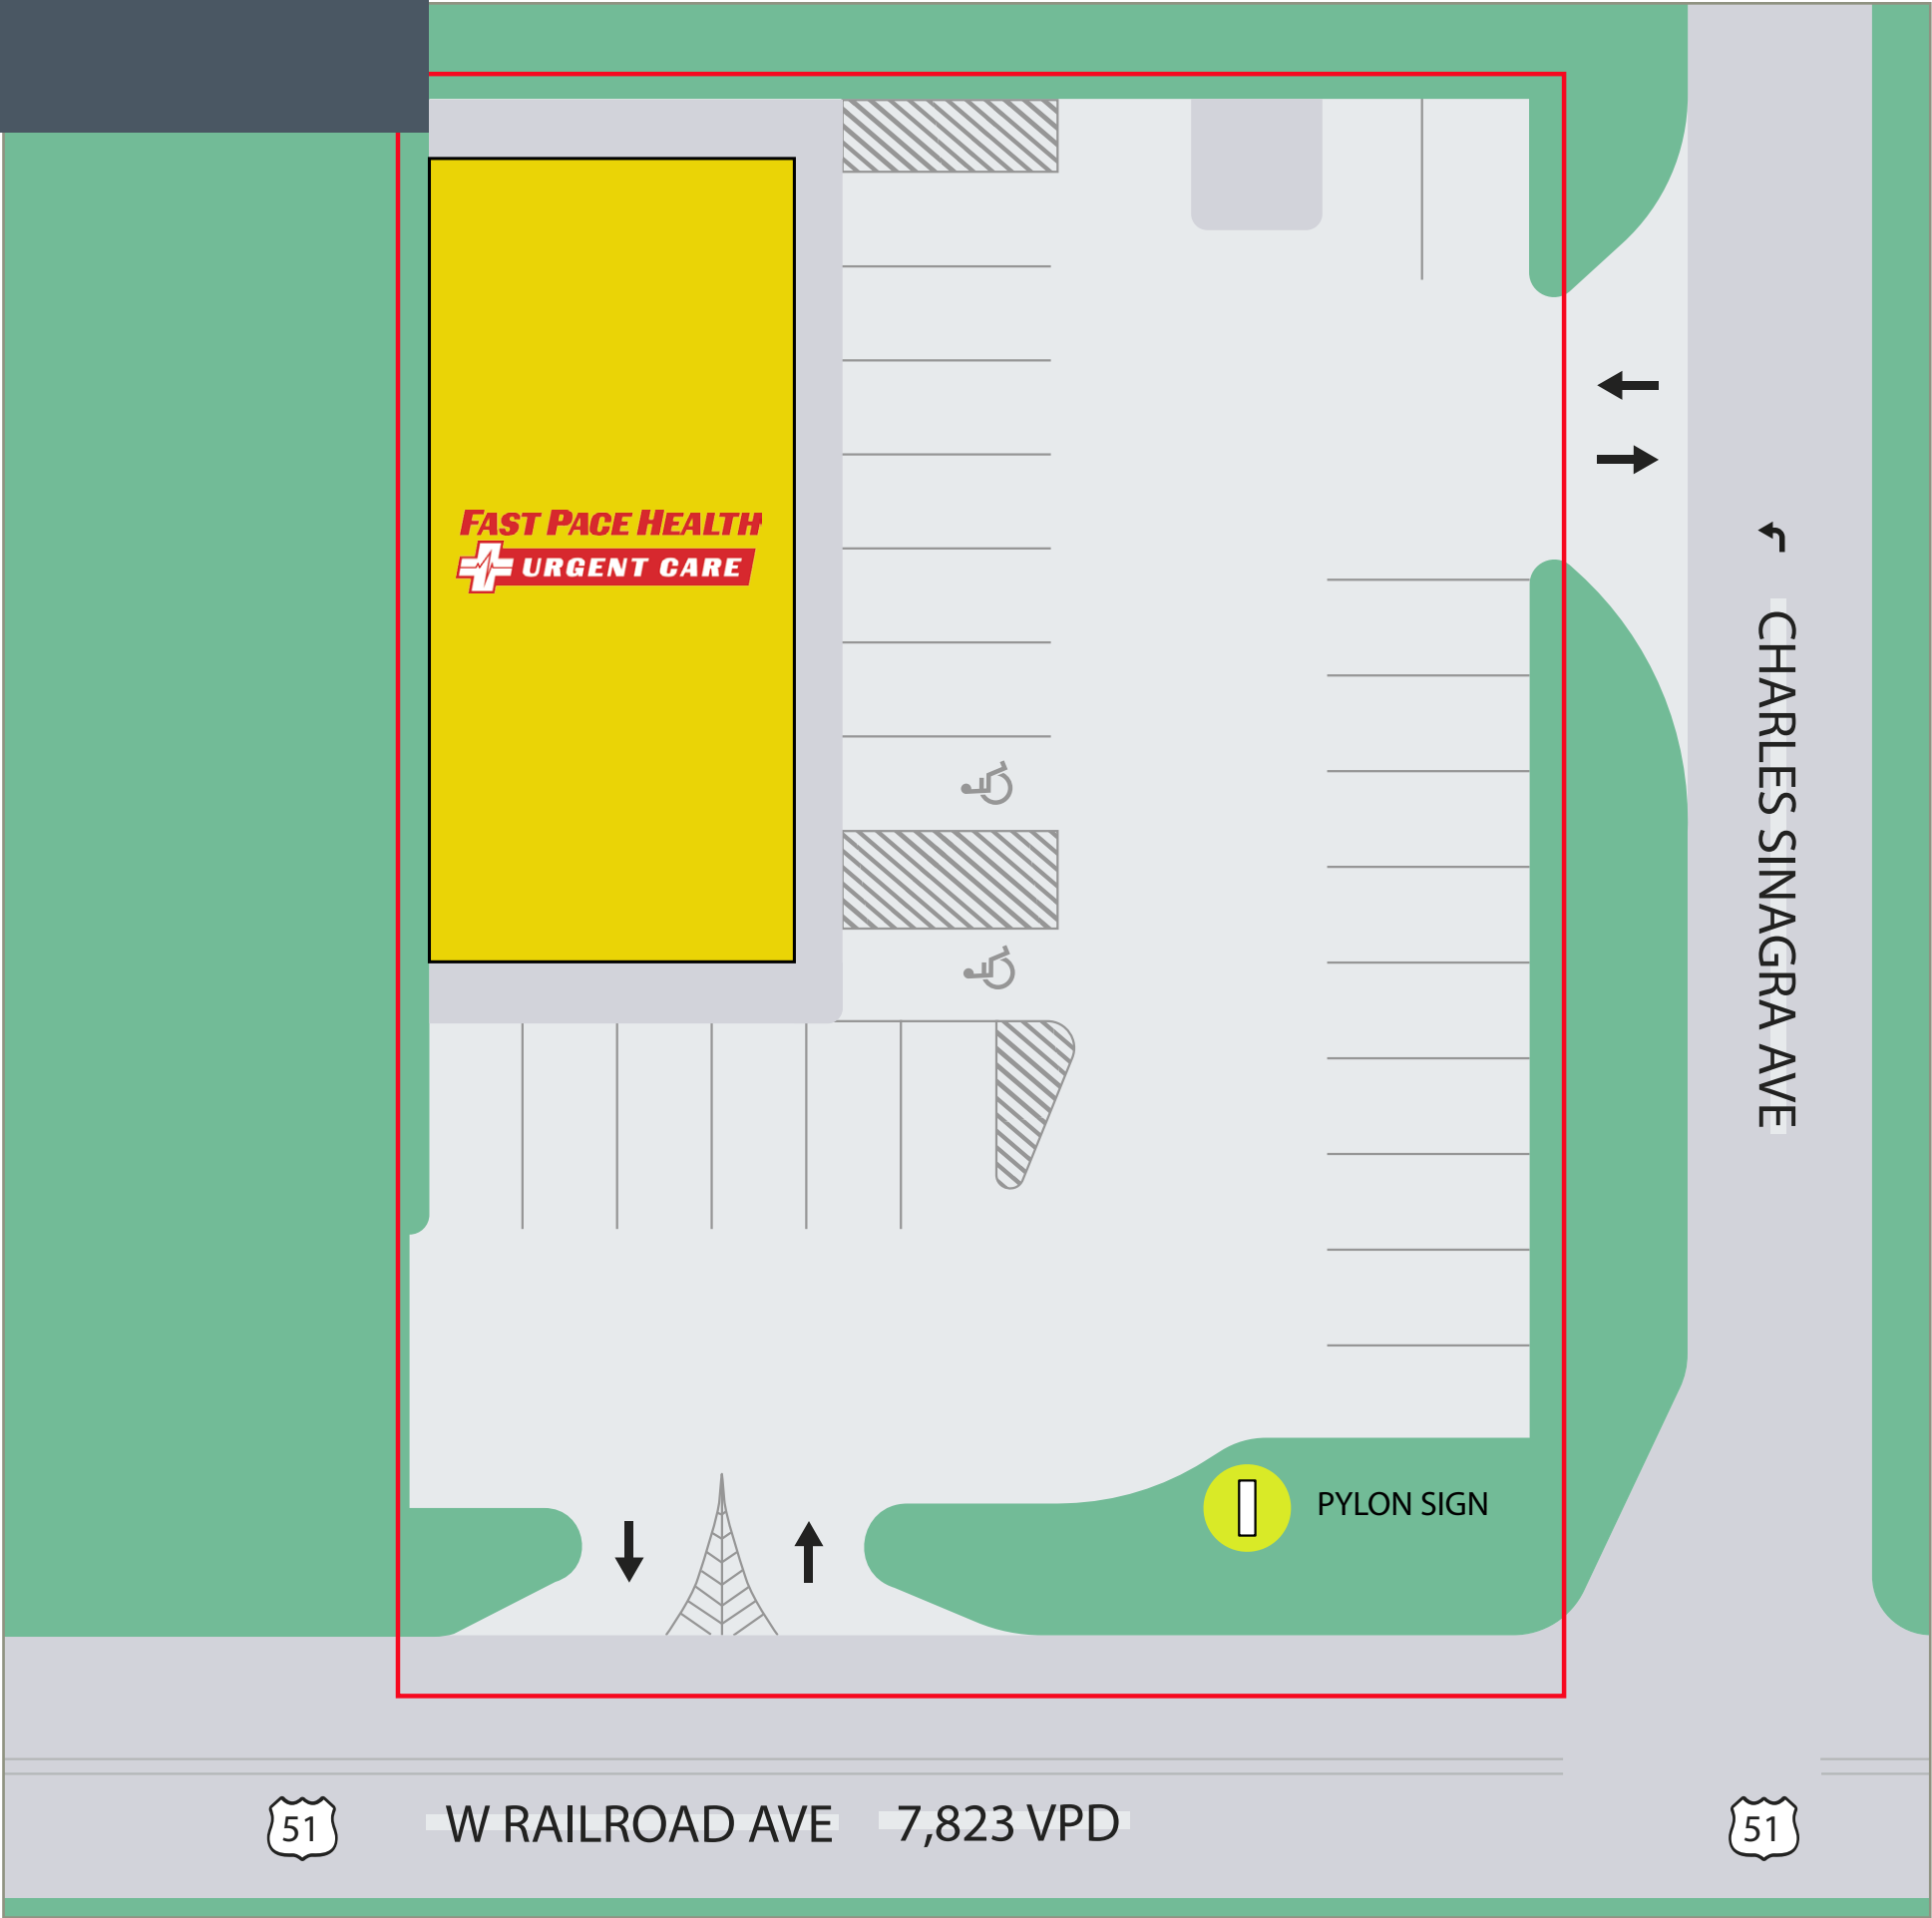 FAST PACE HEALTH
URGENT CARE
CHARLES SINAGRA AVE
PYLON SIGN
51
W RAILROAD AVE 7,823 VPD
51